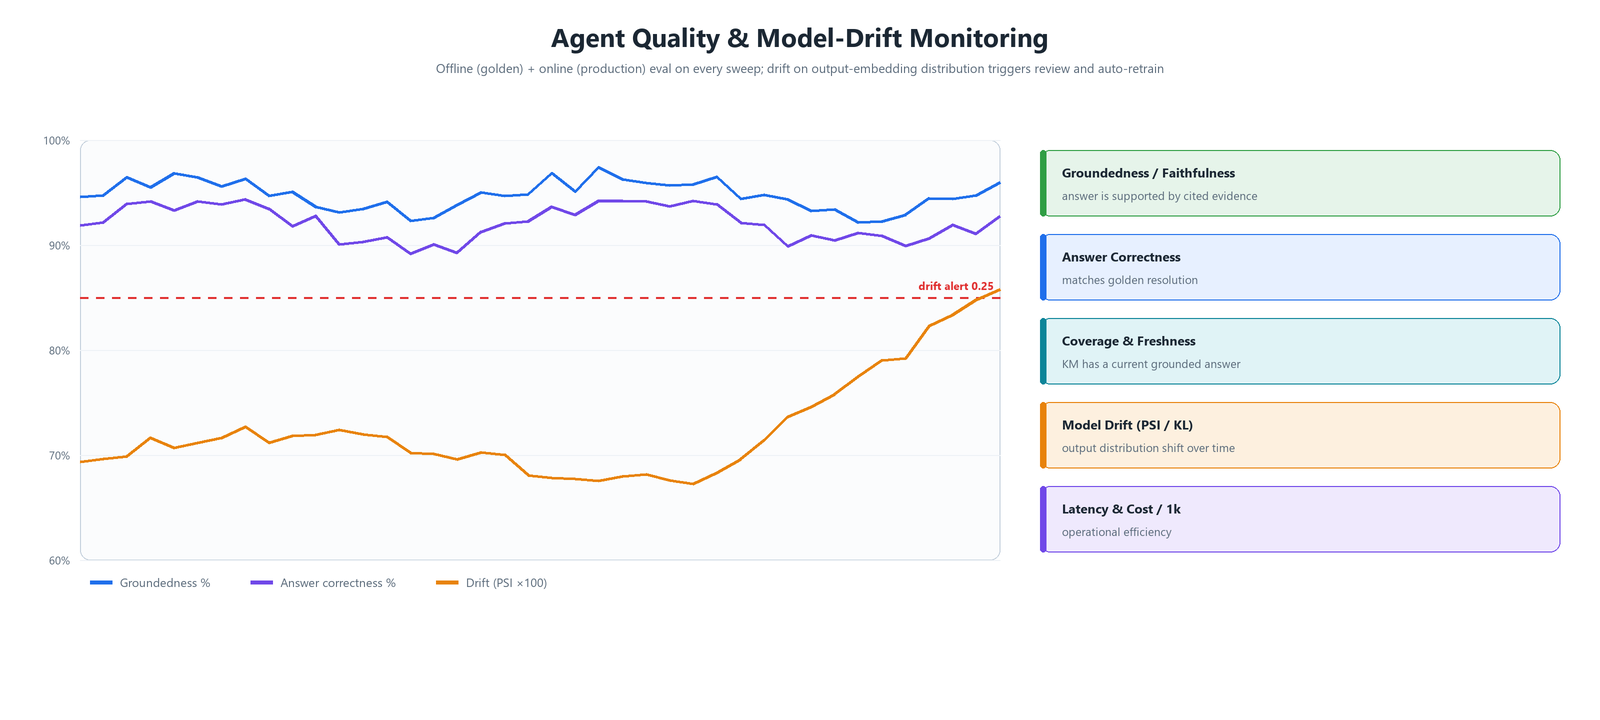 Agent Quality & Model-Drift Monitoring
Offline (golden) + online (production) eval on every sweep; drift on output-embedding distribution triggers review and auto-retrain
100%
90%
80%
70%
60%
drift alert 0.25
Groundedness %
Answer correctness %
Drift (PSI ×100)
Groundedness / Faithfulness
answer is supported by cited evidence
Answer Correctness
matches golden resolution
Coverage & Freshness
KM has a current grounded answer
Model Drift (PSI / KL)
output distribution shift over time
Latency & Cost / 1k
operational efficiency